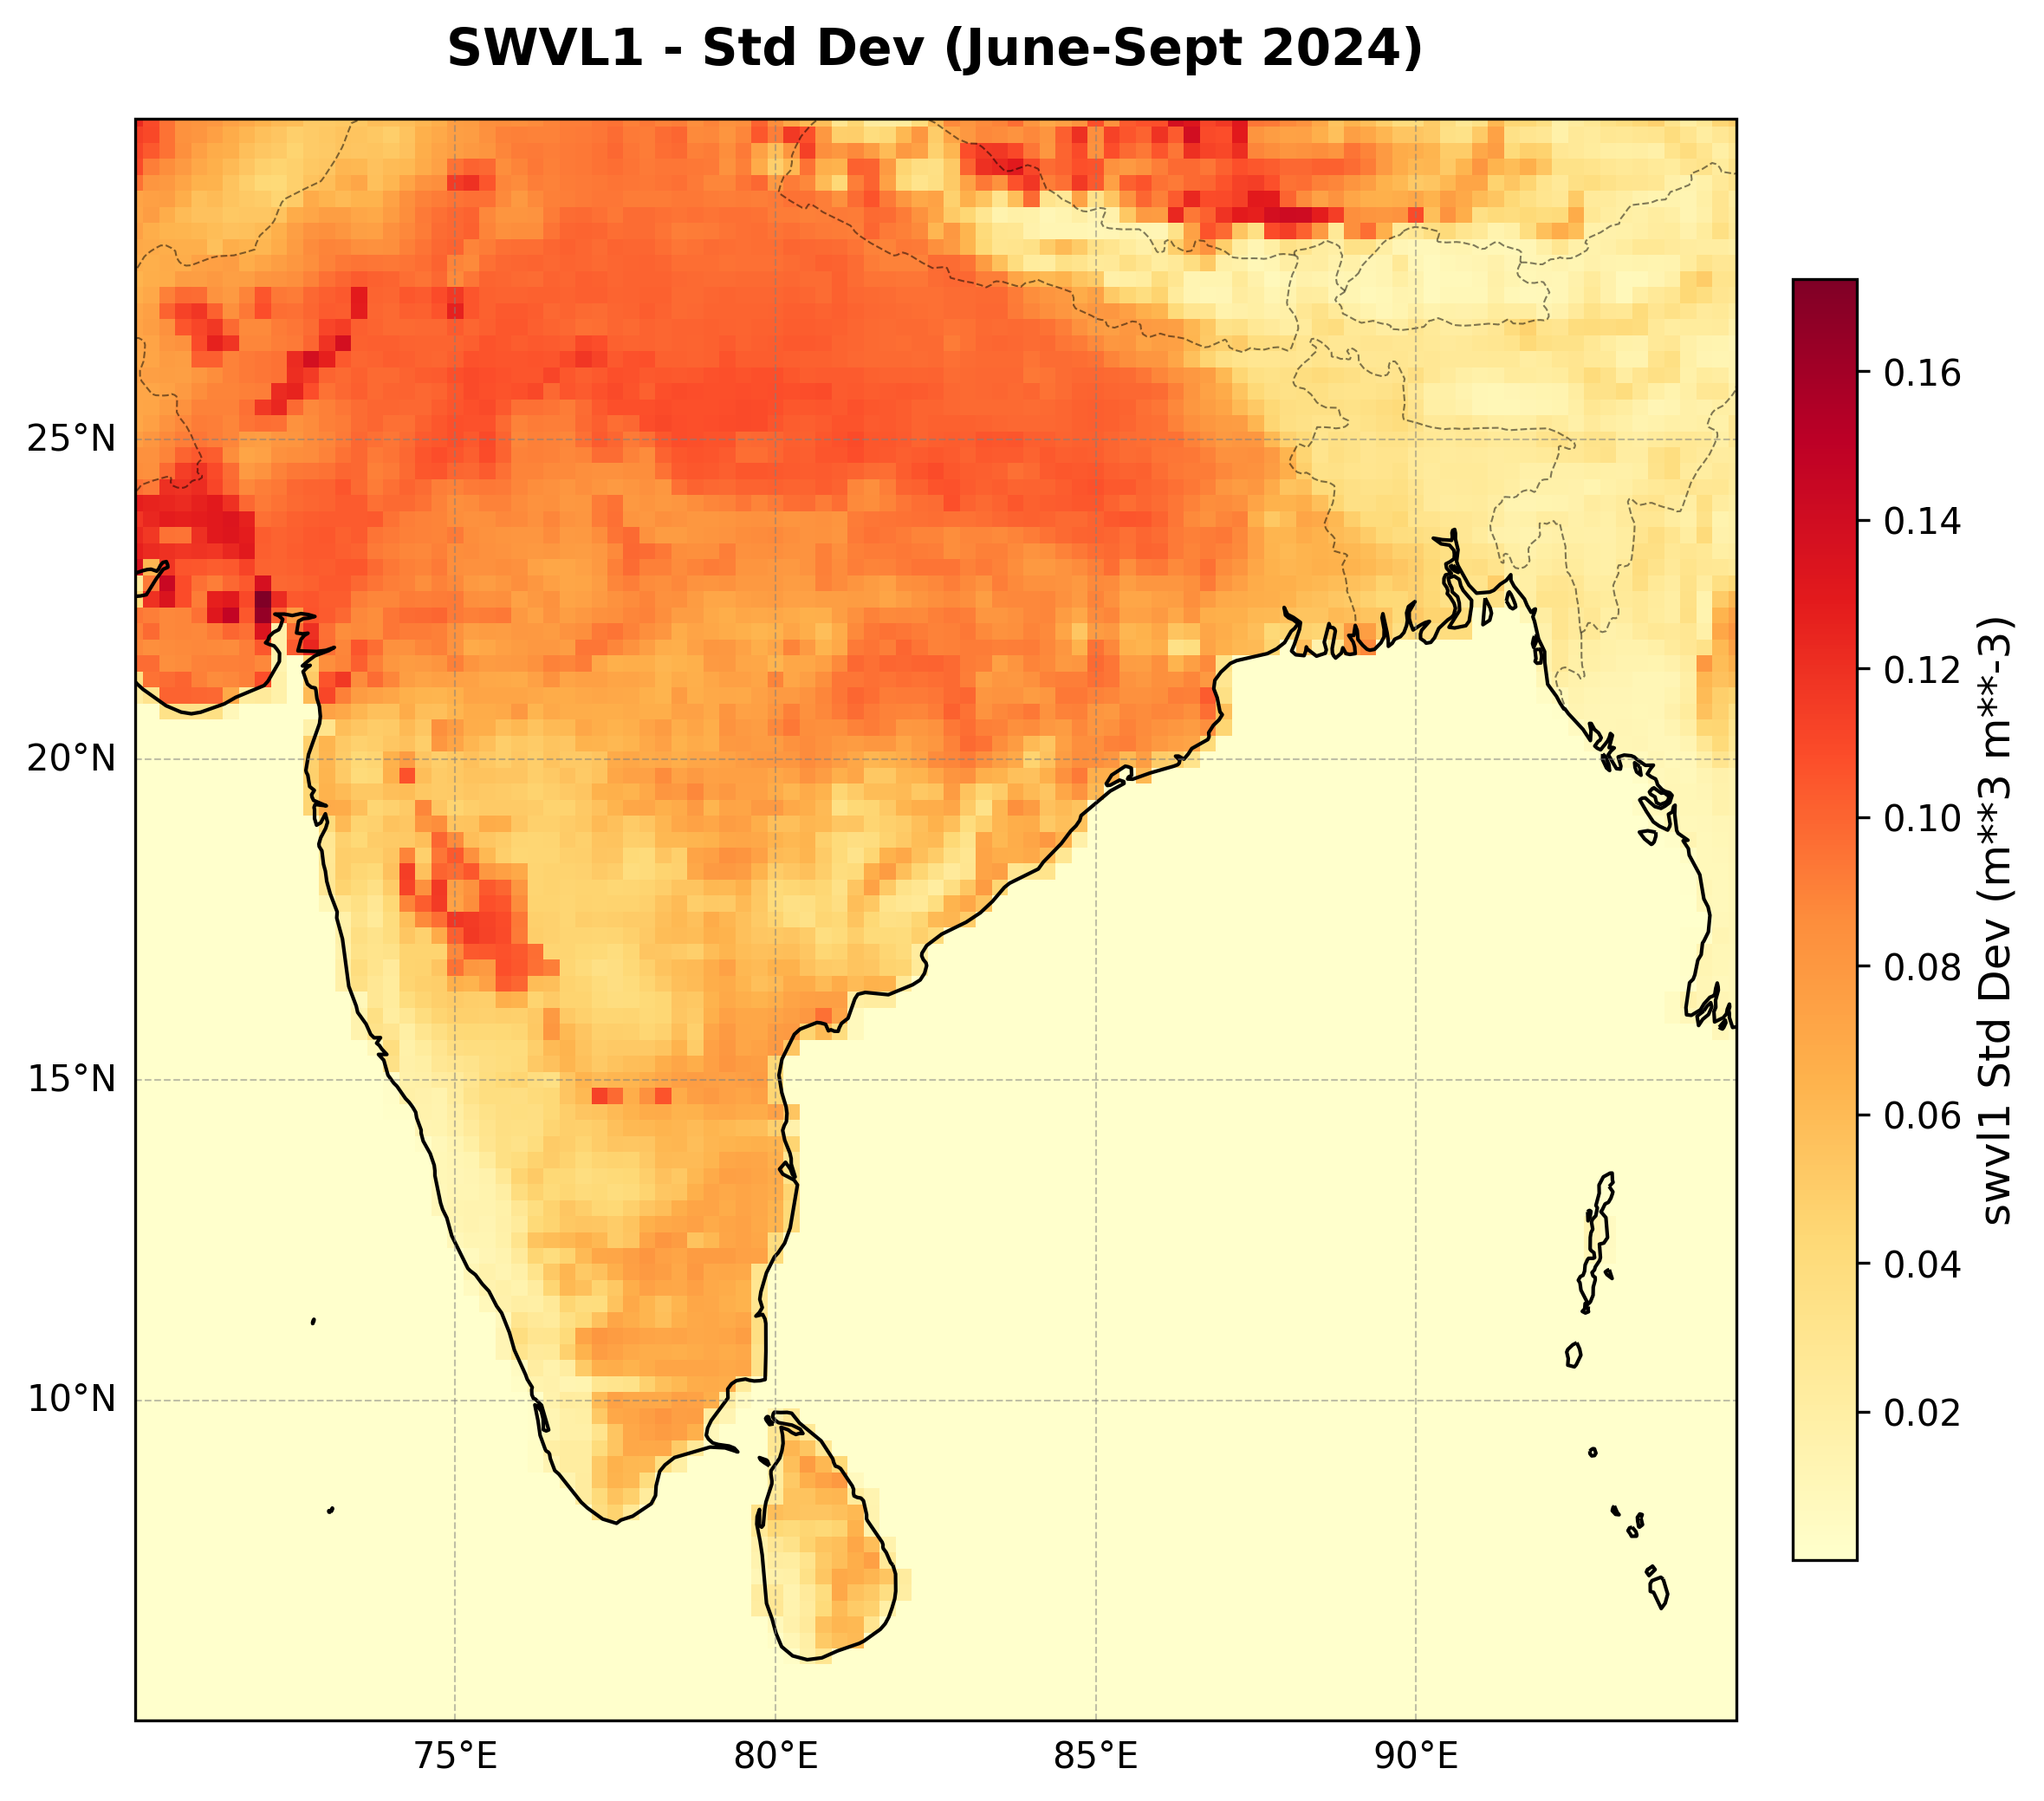 SWVL1 - Std Dev (June-Sept 2024)
25°N
20°N
15°N
10°N
75°E
80°E
85°E
90°E
0.16
0.14
0.12
0.10
0.08
0.06
0.04
0.02
swvl1 Std Dev (m**3 m**-3)